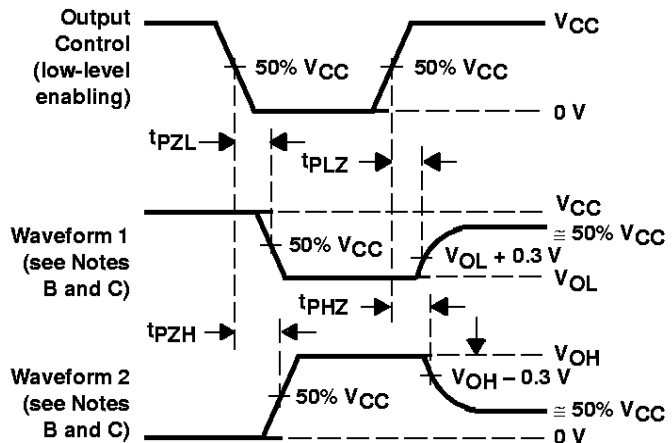 Output
Control
(low-level
enabling)
VCC
50% VCC
50% VCC
0 V
tPZL
tPLZ
Waveform 1
(see Notes
B and C)
VCC
≅ 50% VCC
50% VCC
VOL + 0.3 V
VOL
tPZH
tPHZ
Waveform 2
(see Notes
B and C)
VOH
VOH – 0.3 V
50% VCC
≅ 50% VCC
0 V